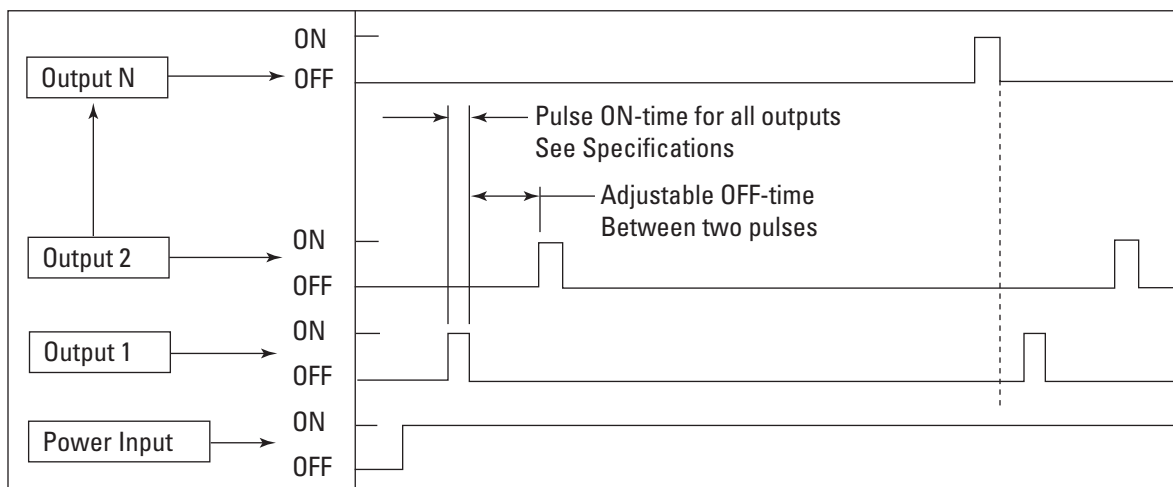 ON
Output N
OFF
Pulse ON-time for all outputs
See Specifications
Adjustable OFF-time
Between two pulses
ON
Output 2
OFF
ON
Output 1
OFF
ON
Power Input
OFF